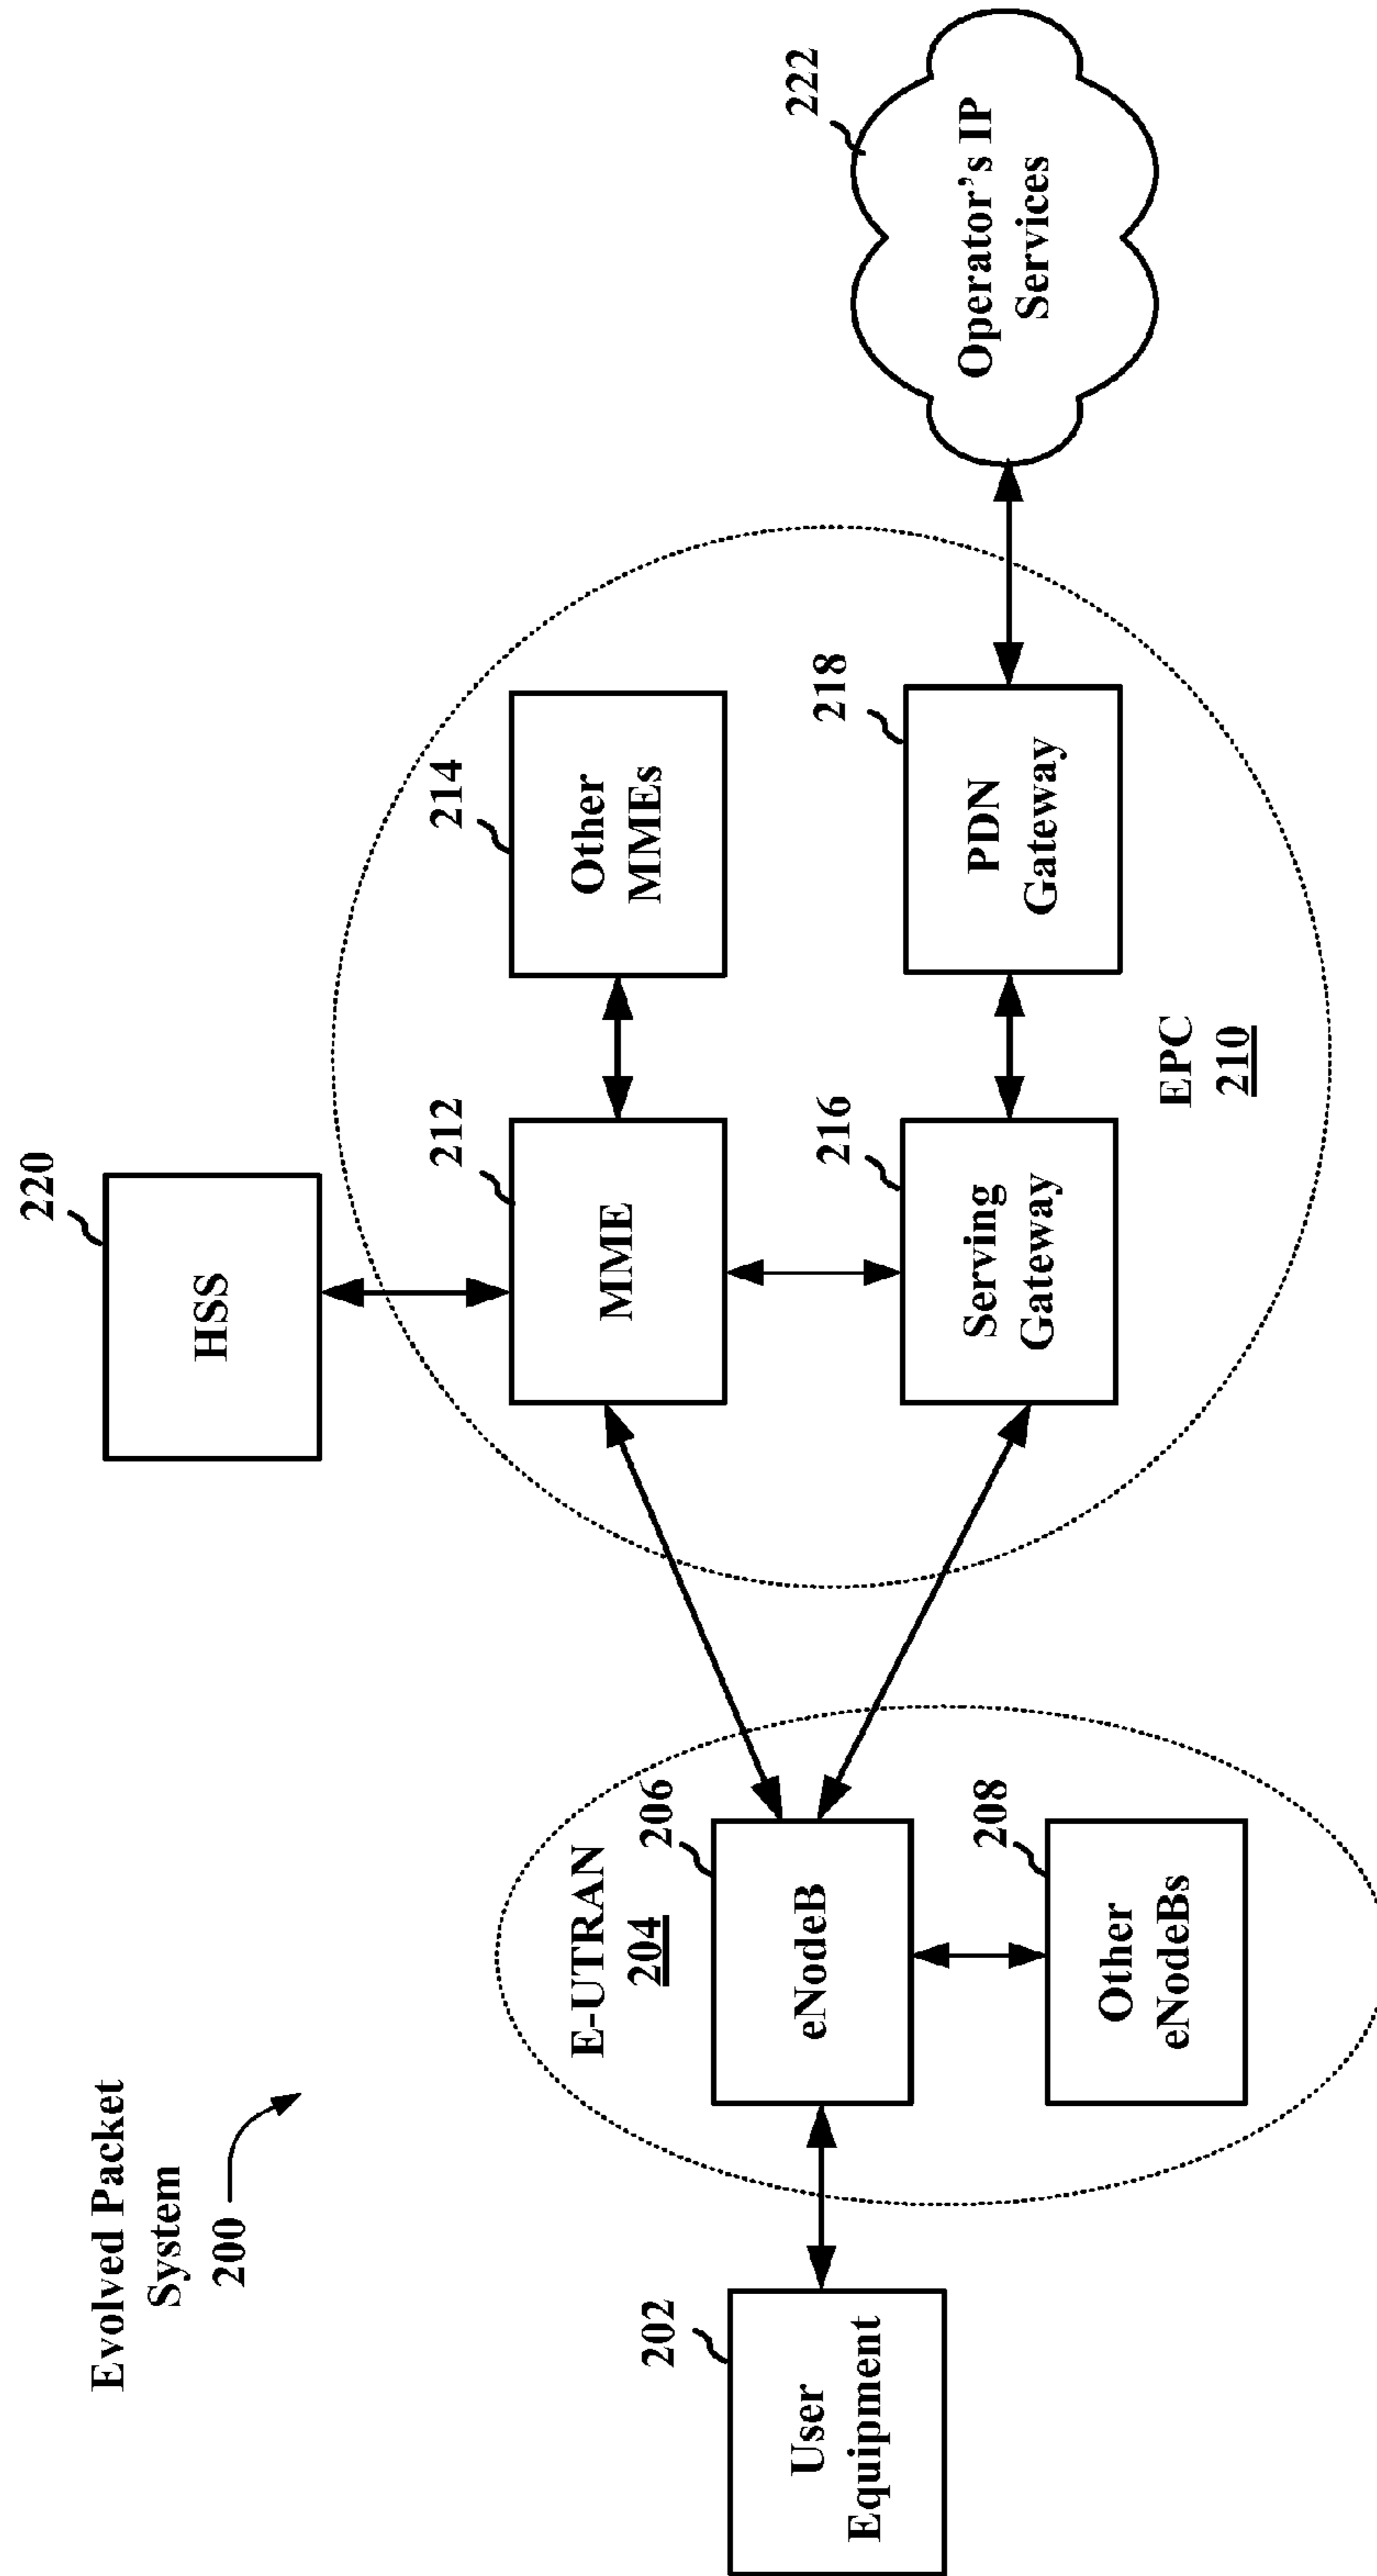 Evolved Packet
System
200
220
HSS
E-UTRAN
204
202
User
Equipment
206
eNodeB
208
Other
eNodeBs
212
MME
214
Other
MMEs
216
Serving
Gateway
218
PDN
Gateway
EPC
210
222
Operator's IP
Services